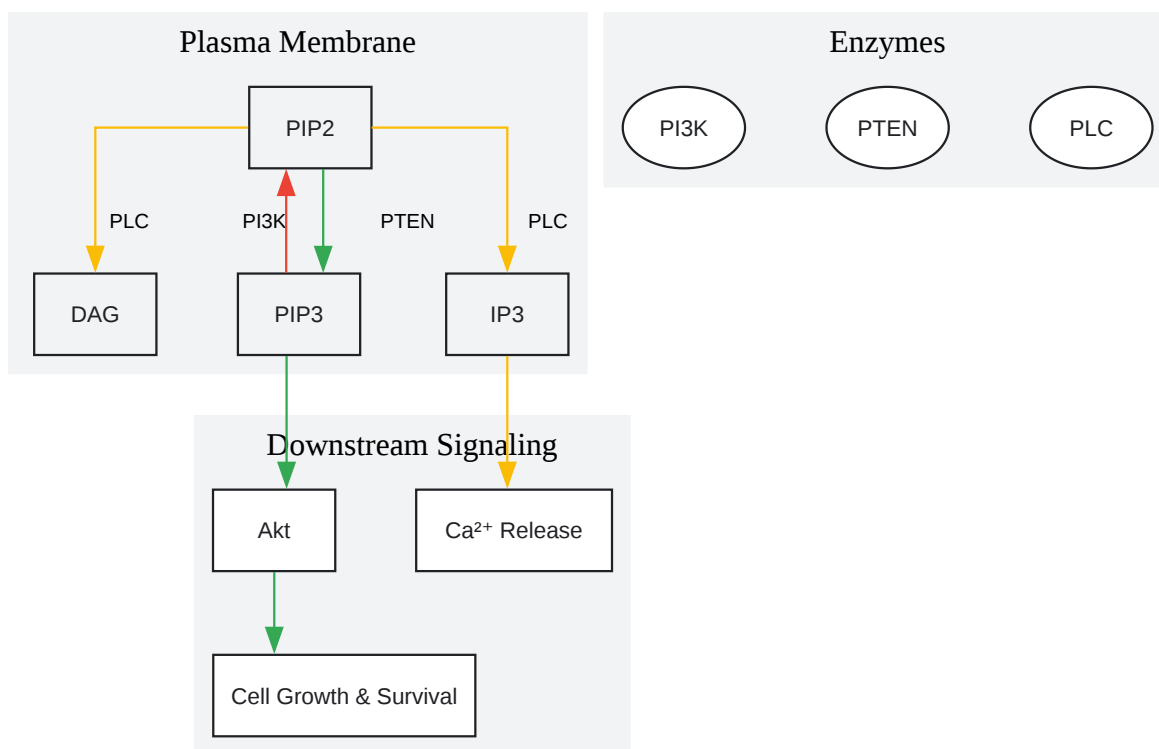 Plasma Membrane
Enzymes
PIP2
PI3K
PTEN
PLC
PLC
PI3K
PTEN
PLC
DAG
PIP3
IP3
Downstream Signaling
Akt
Ca²⁺ Release
Cell Growth & Survival